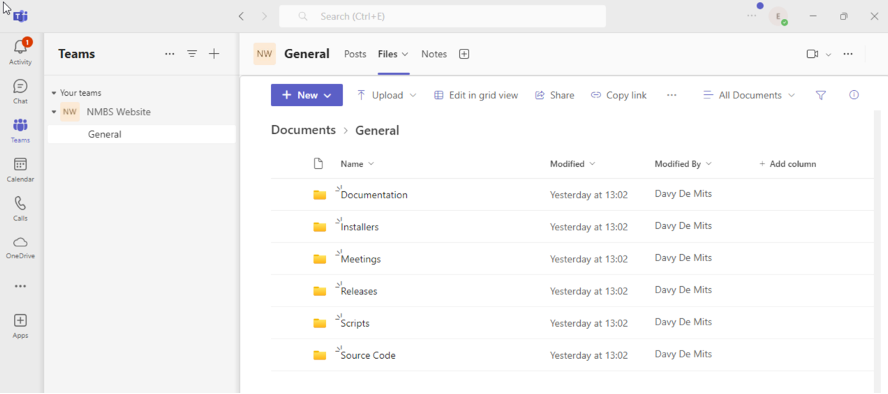 Search (Ctrl+E)
E
1
Activity
Chat
Teams
Calendar
Calls
OneDrive
Apps
Teams
Your teams
NW NMBS Website
General
NW General Posts Files Notes
New Upload Edit in grid view Share Copy link All Documents
Documents > General
Name Modified Modified By + Add column
Documentation Yesterday at 13:02 Davy De Mits
Installers Yesterday at 13:02 Davy De Mits
Meetings Yesterday at 13:02 Davy De Mits
Releases Yesterday at 13:02 Davy De Mits
Scripts Yesterday at 13:02 Davy De Mits
Source Code Yesterday at 13:02 Davy De Mits